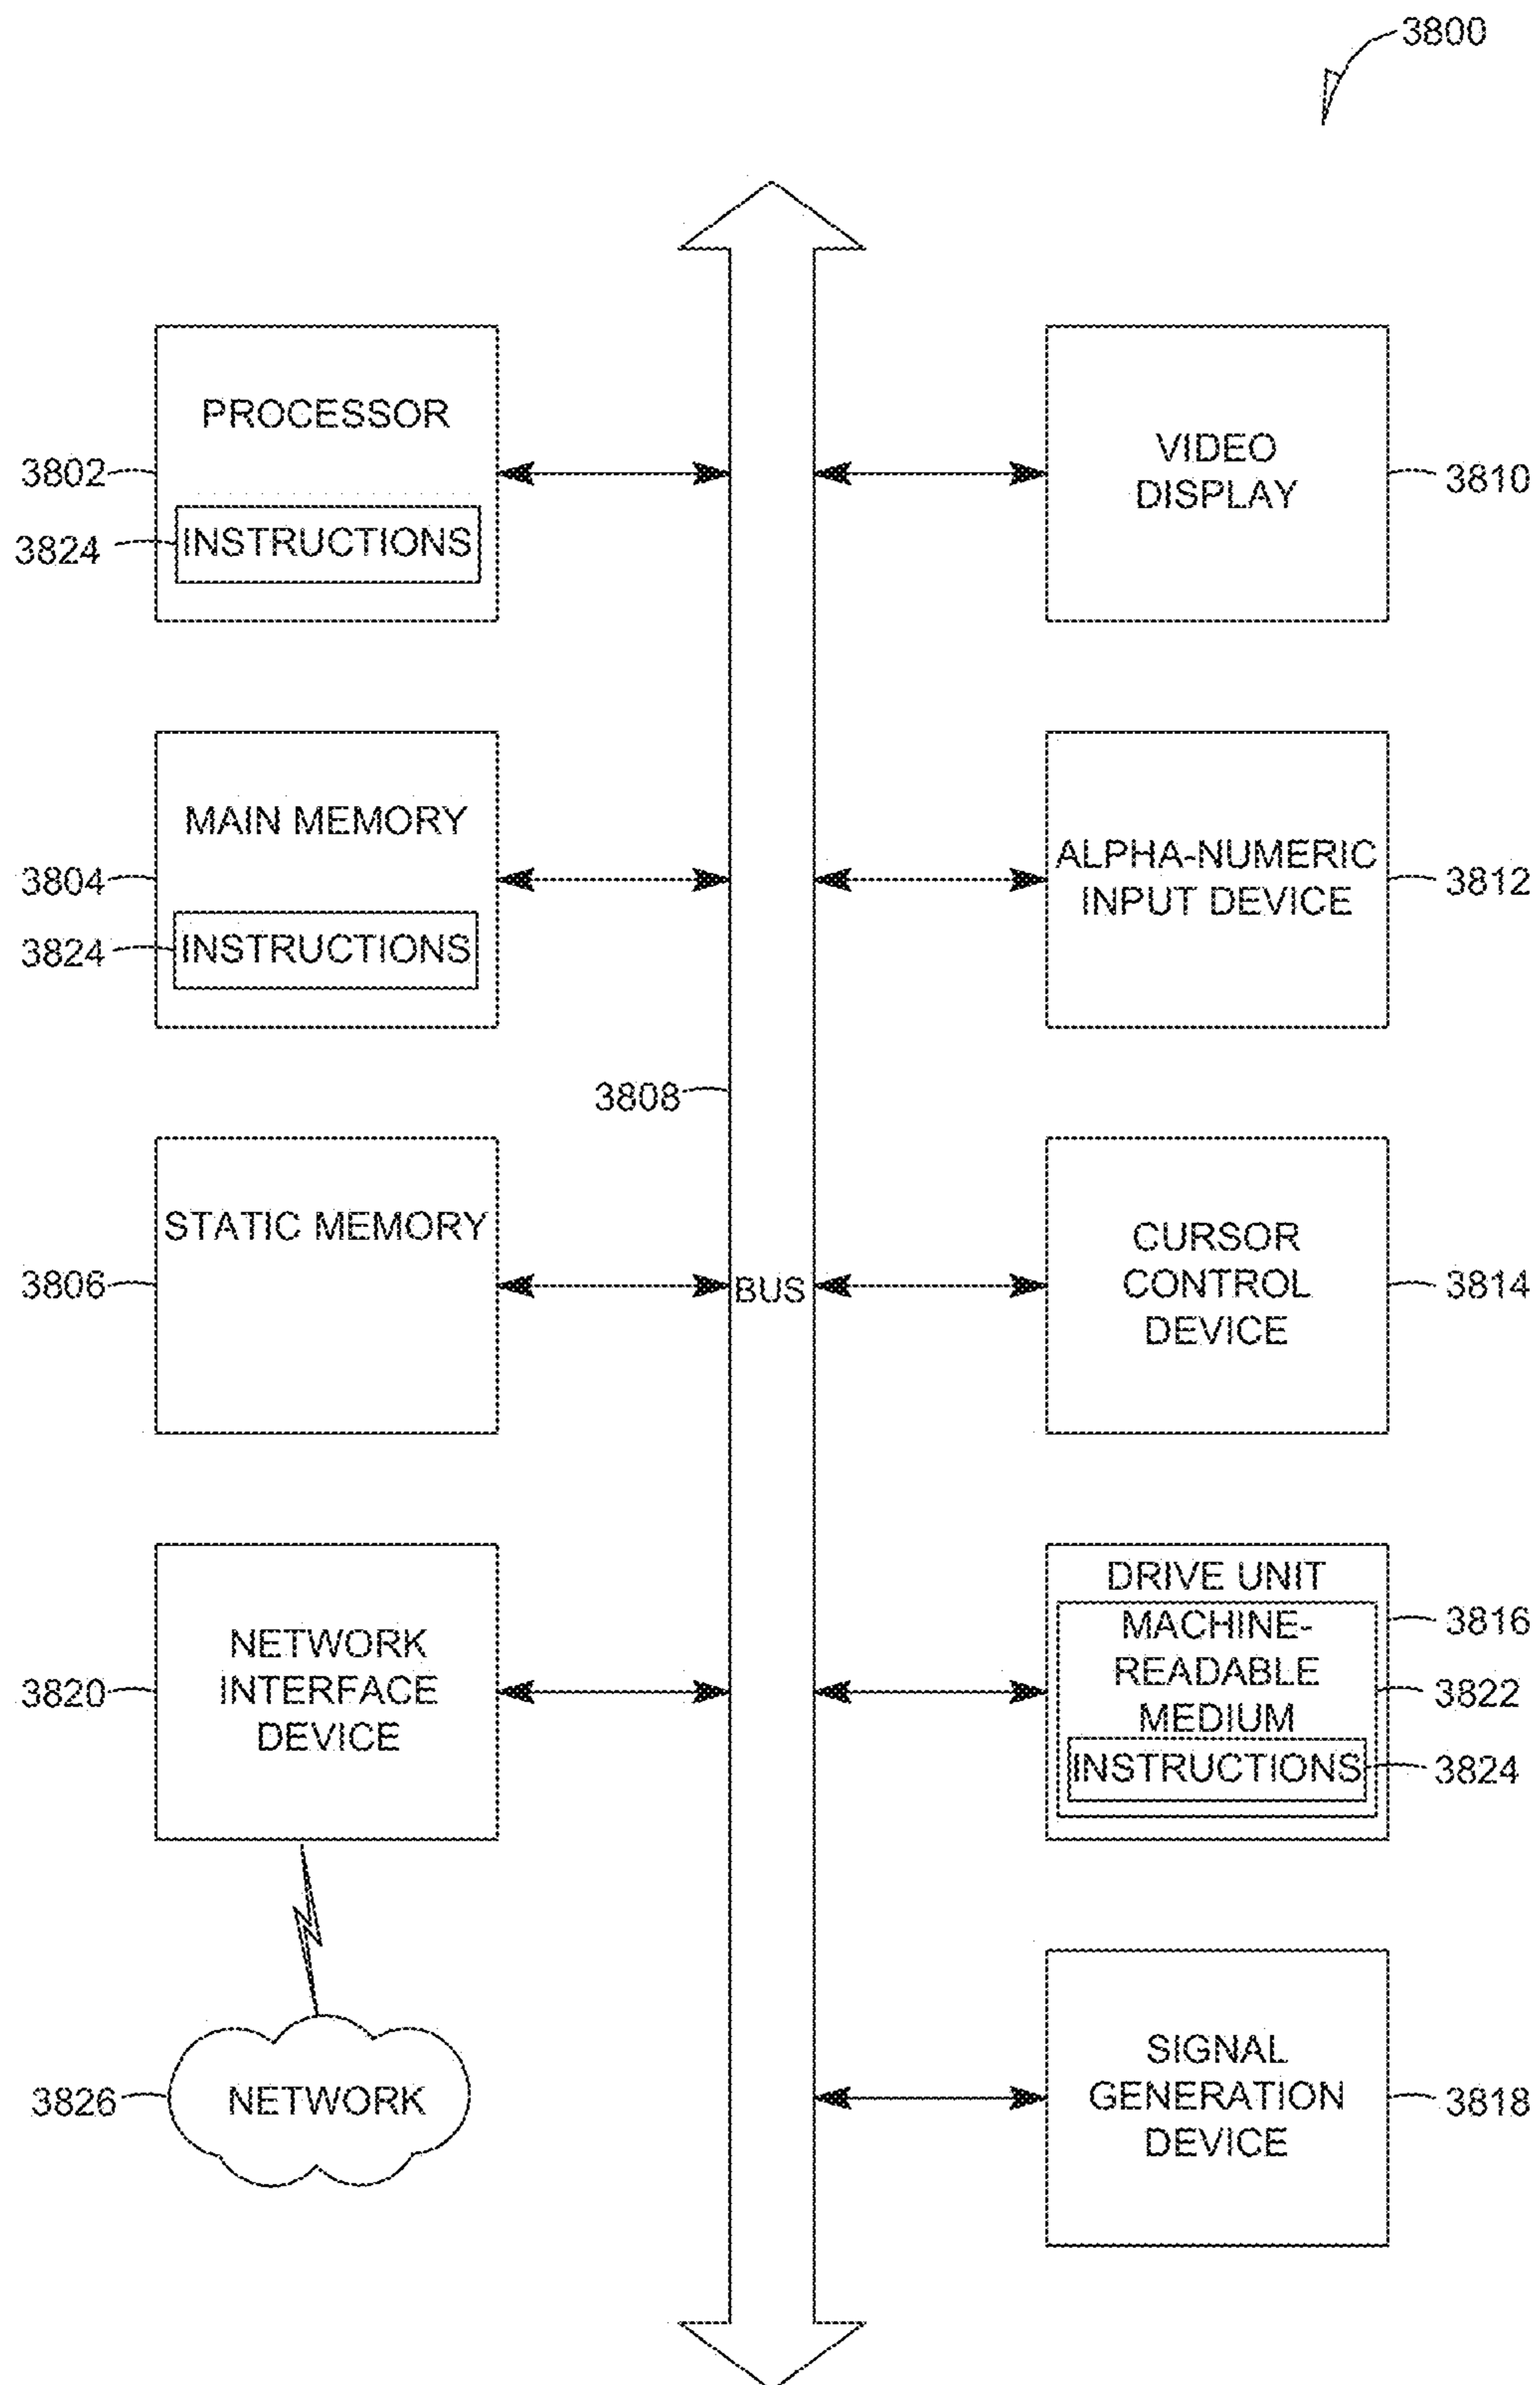 3800
PROCESSOR
3802
3824
INSTRUCTIONS
VIDEO
DISPLAY
3810
MAIN MEMORY
3804
3824
INSTRUCTIONS
ALPHA-NUMERIC
INPUT DEVICE
3812
3808
STATIC MEMORY
3806
BUS
CURSOR
CONTROL
DEVICE
3814
NETWORK
INTERFACE
DEVICE
3820
DRIVE UNIT
3816
MACHINE-
READABLE
MEDIUM
3822
INSTRUCTIONS
3824
3826
NETWORK
SIGNAL
GENERATION
DEVICE
3818